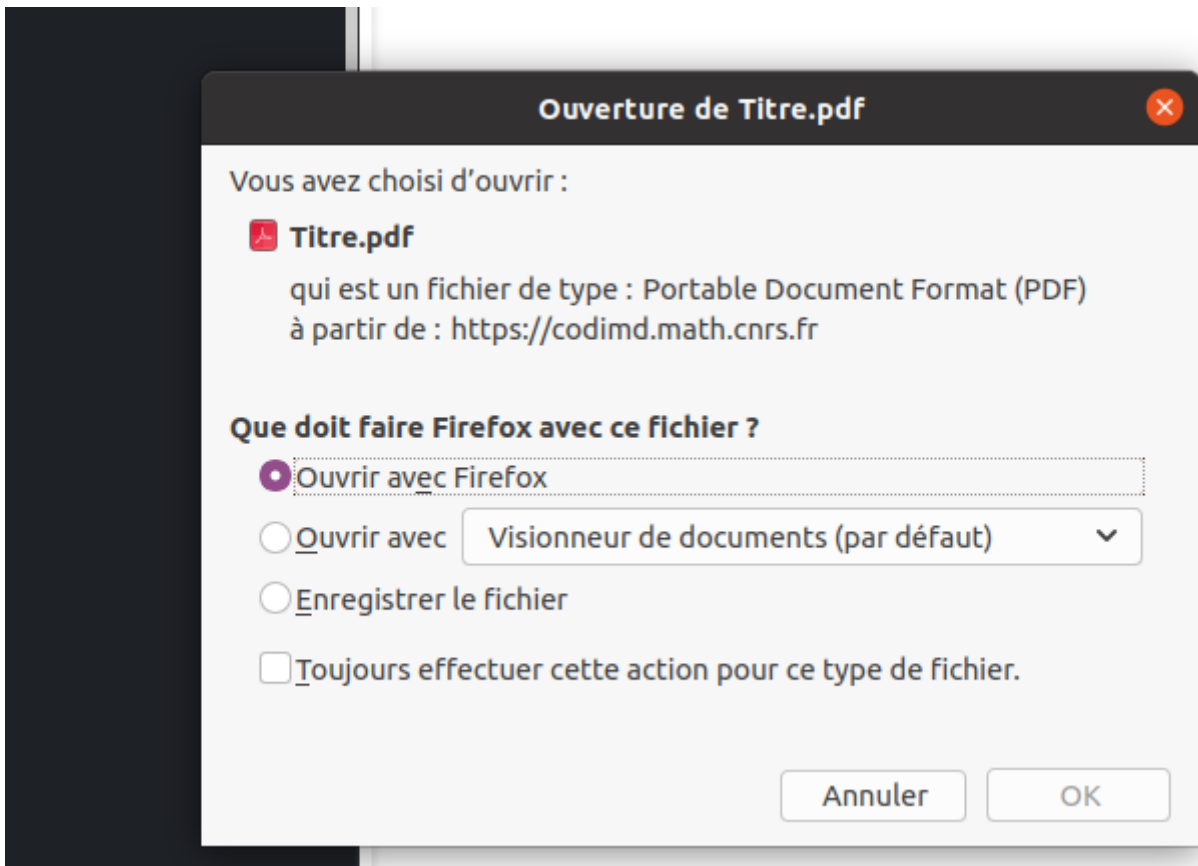 Ouverture de Titre.pdf
Vous avez choisi d’ouvrir :
Titre.pdf
qui est un fichier de type : Portable Document Format (PDF)
à partir de : https://codimd.math.cnrs.fr
Que doit faire Firefox avec ce fichier ?
Ouvrir avec Firefox
Ouvrir avec Visionneur de documents (par défaut)
Enregistrer le fichier
Toujours effectuer cette action pour ce type de fichier.
Annuler OK